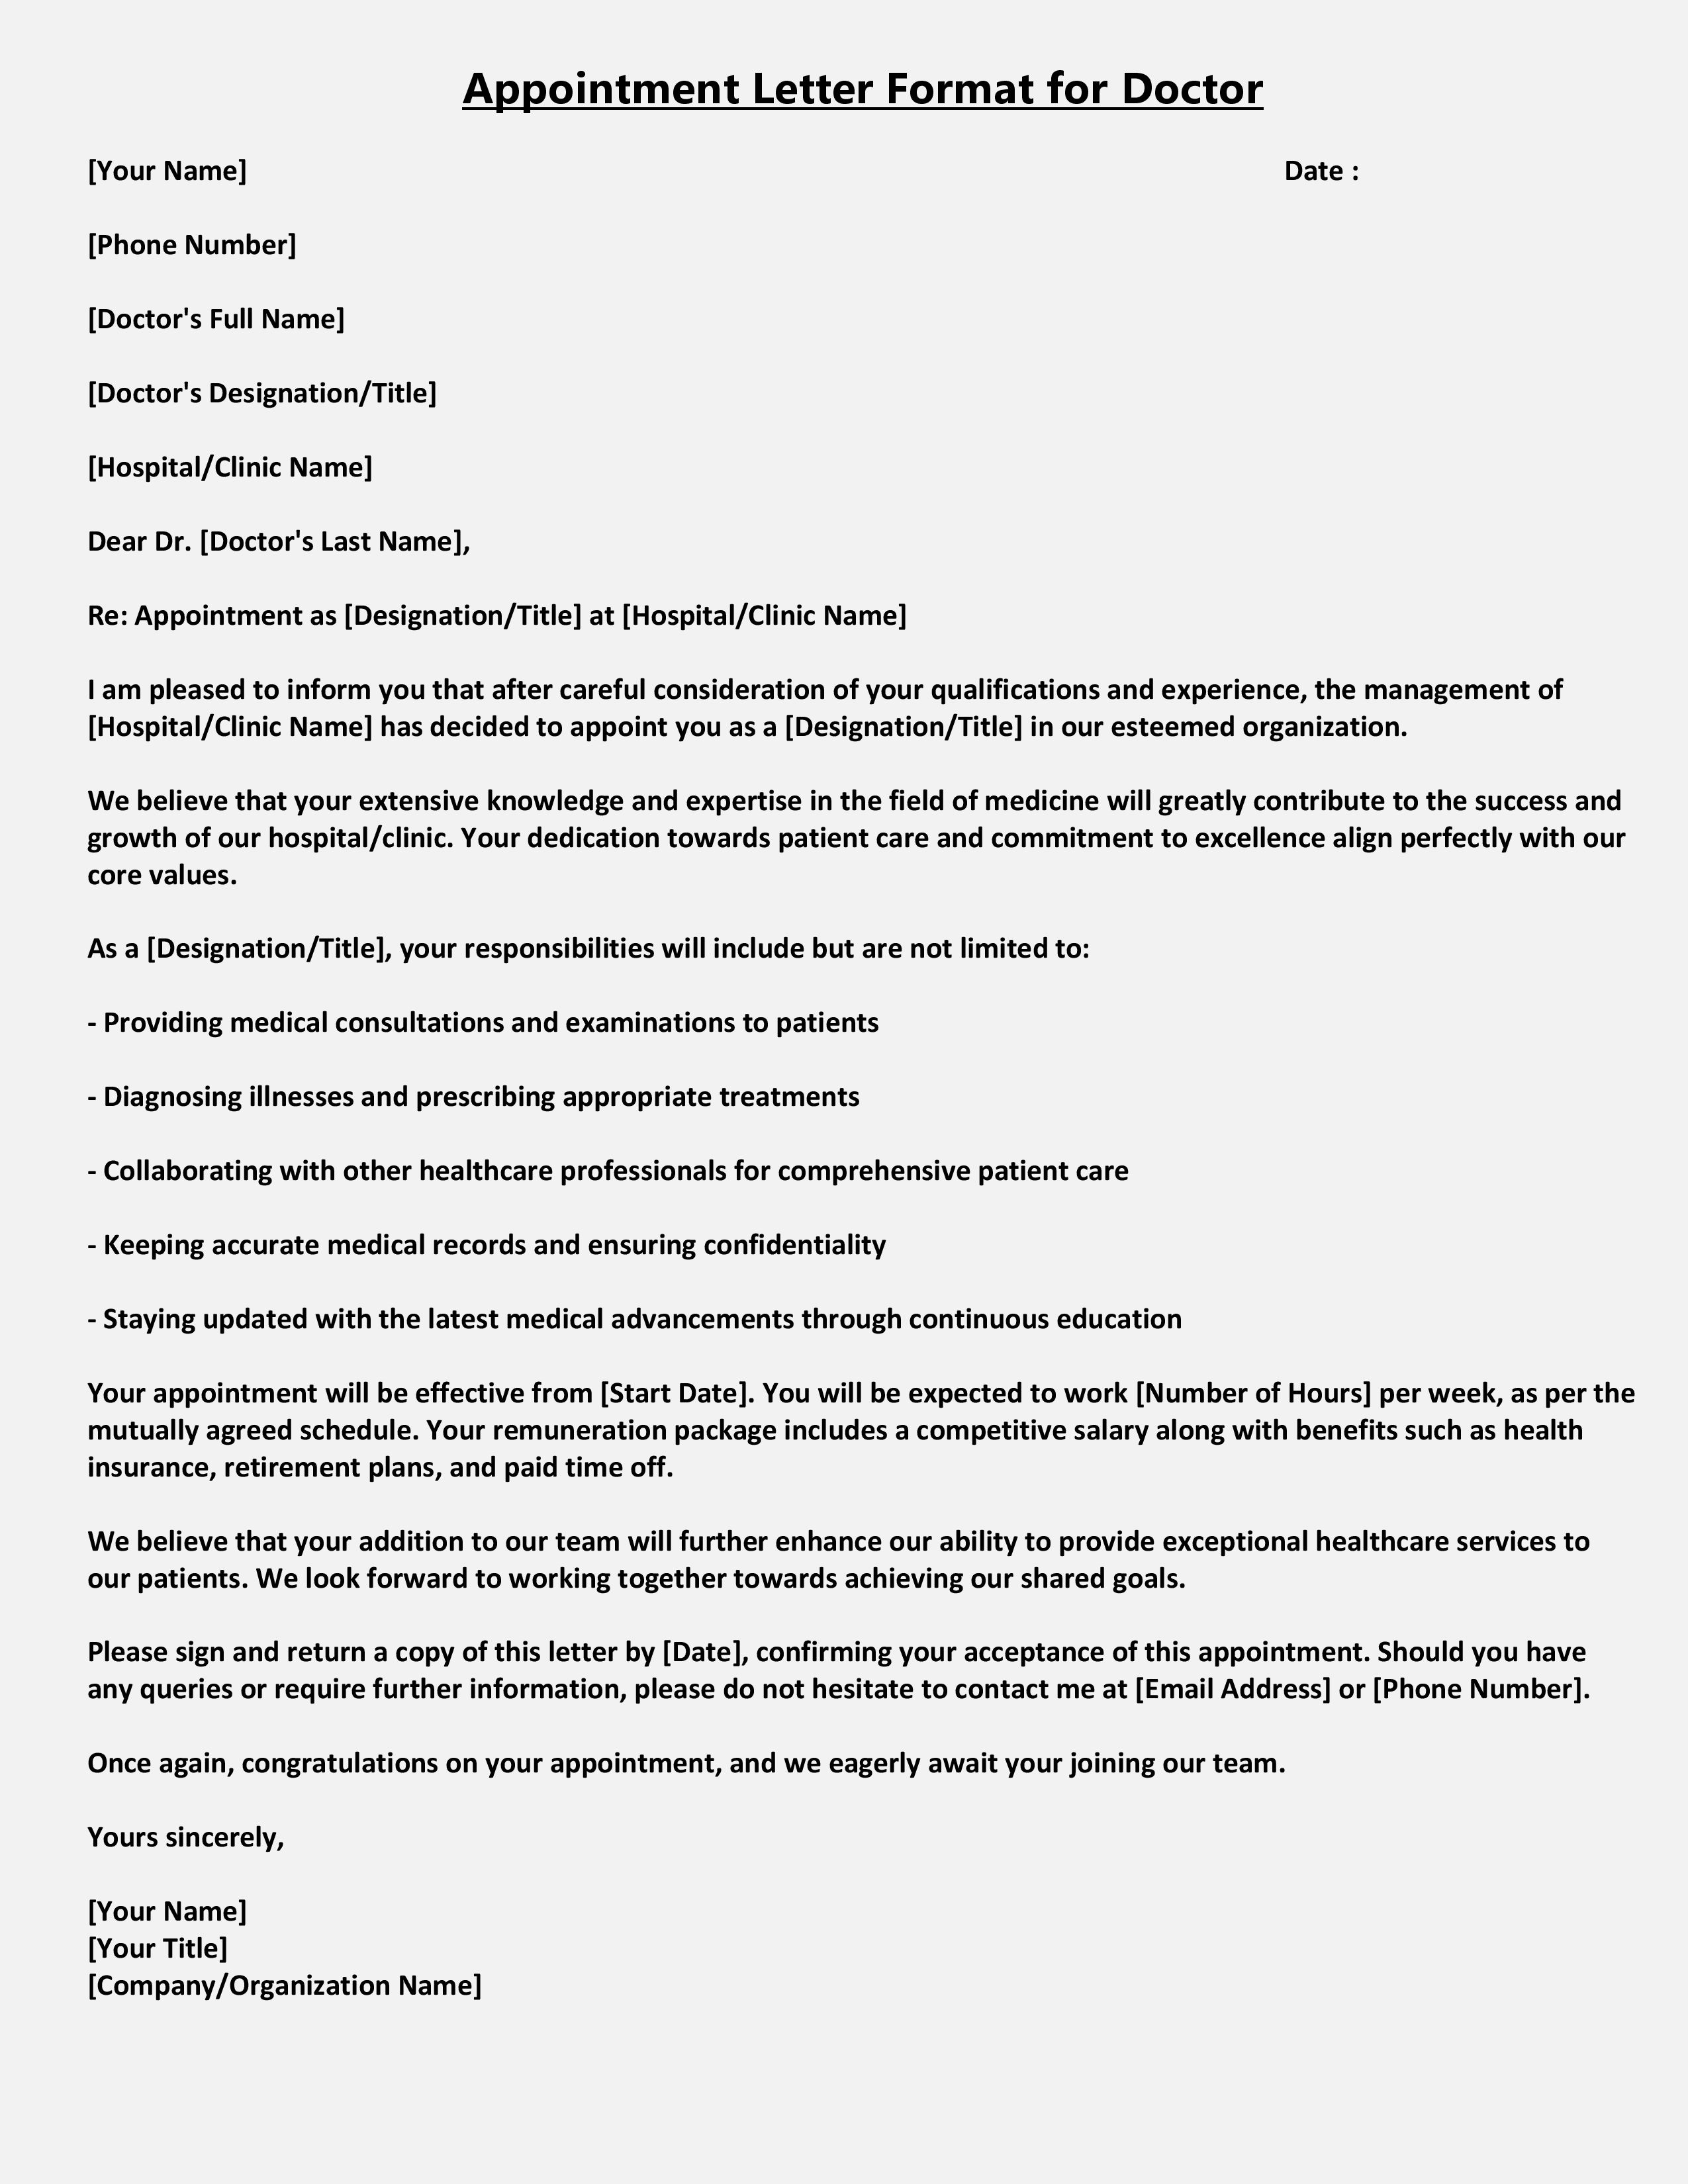 Appointment Letter Format for Doctor
[Your Name] Date :
[Phone Number]
[Doctor's Full Name]
[Doctor's Designation/Title]
[Hospital/Clinic Name]
Dear Dr. [Doctor's Last Name],
Re: Appointment as [Designation/Title] at [Hospital/Clinic Name]
I am pleased to inform you that after careful consideration of your qualifications and experience, the management of
[Hospital/Clinic Name] has decided to appoint you as a [Designation/Title] in our esteemed organization.
We believe that your extensive knowledge and expertise in the field of medicine will greatly contribute to the success and
growth of our hospital/clinic. Your dedication towards patient care and commitment to excellence align perfectly with our
core values.
As a [Designation/Title], your responsibilities will include but are not limited to:
- Providing medical consultations and examinations to patients
- Diagnosing illnesses and prescribing appropriate treatments
- Collaborating with other healthcare professionals for comprehensive patient care
- Keeping accurate medical records and ensuring confidentiality
- Staying updated with the latest medical advancements through continuous education
Your appointment will be effective from [Start Date]. You will be expected to work [Number of Hours] per week, as per the
mutually agreed schedule. Your remuneration package includes a competitive salary along with benefits such as health
insurance, retirement plans, and paid time off.
We believe that your addition to our team will further enhance our ability to provide exceptional healthcare services to
our patients. We look forward to working together towards achieving our shared goals.
Please sign and return a copy of this letter by [Date], confirming your acceptance of this appointment. Should you have
any queries or require further information, please do not hesitate to contact me at [Email Address] or [Phone Number].
Once again, congratulations on your appointment, and we eagerly await your joining our team.
Yours sincerely,
[Your Name]
[Your Title]
[Company/Organization Name]